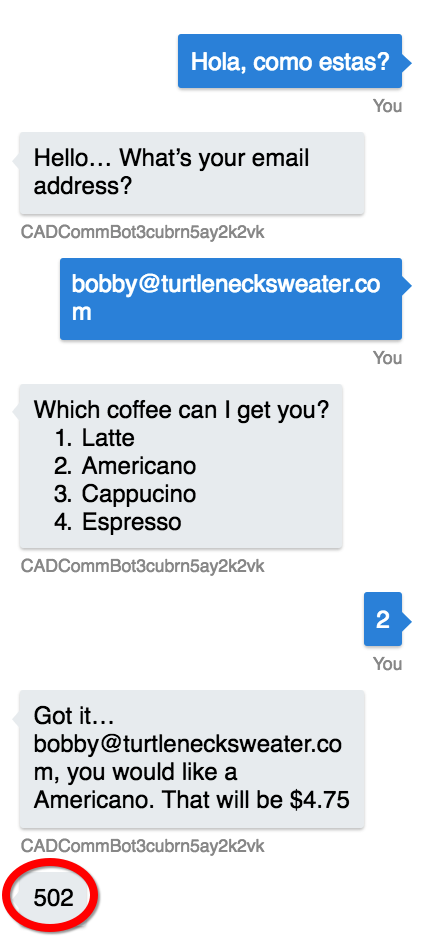 Hola, como estas?
You
Hello… What’s your email
address?
CADCommBot3cubrn5ay2k2vk
bobby@turtlenecksweater.co
m
You
Which coffee can I get you?
1. Latte
2. Americano
3. Cappucino
4. Espresso
CADCommBot3cubrn5ay2k2vk
2
You
Got it…
bobby@turtlenecksweater.co
m, you would like a
Americano. That will be $4.75
CADCommBot3cubrn5ay2k2vk
502